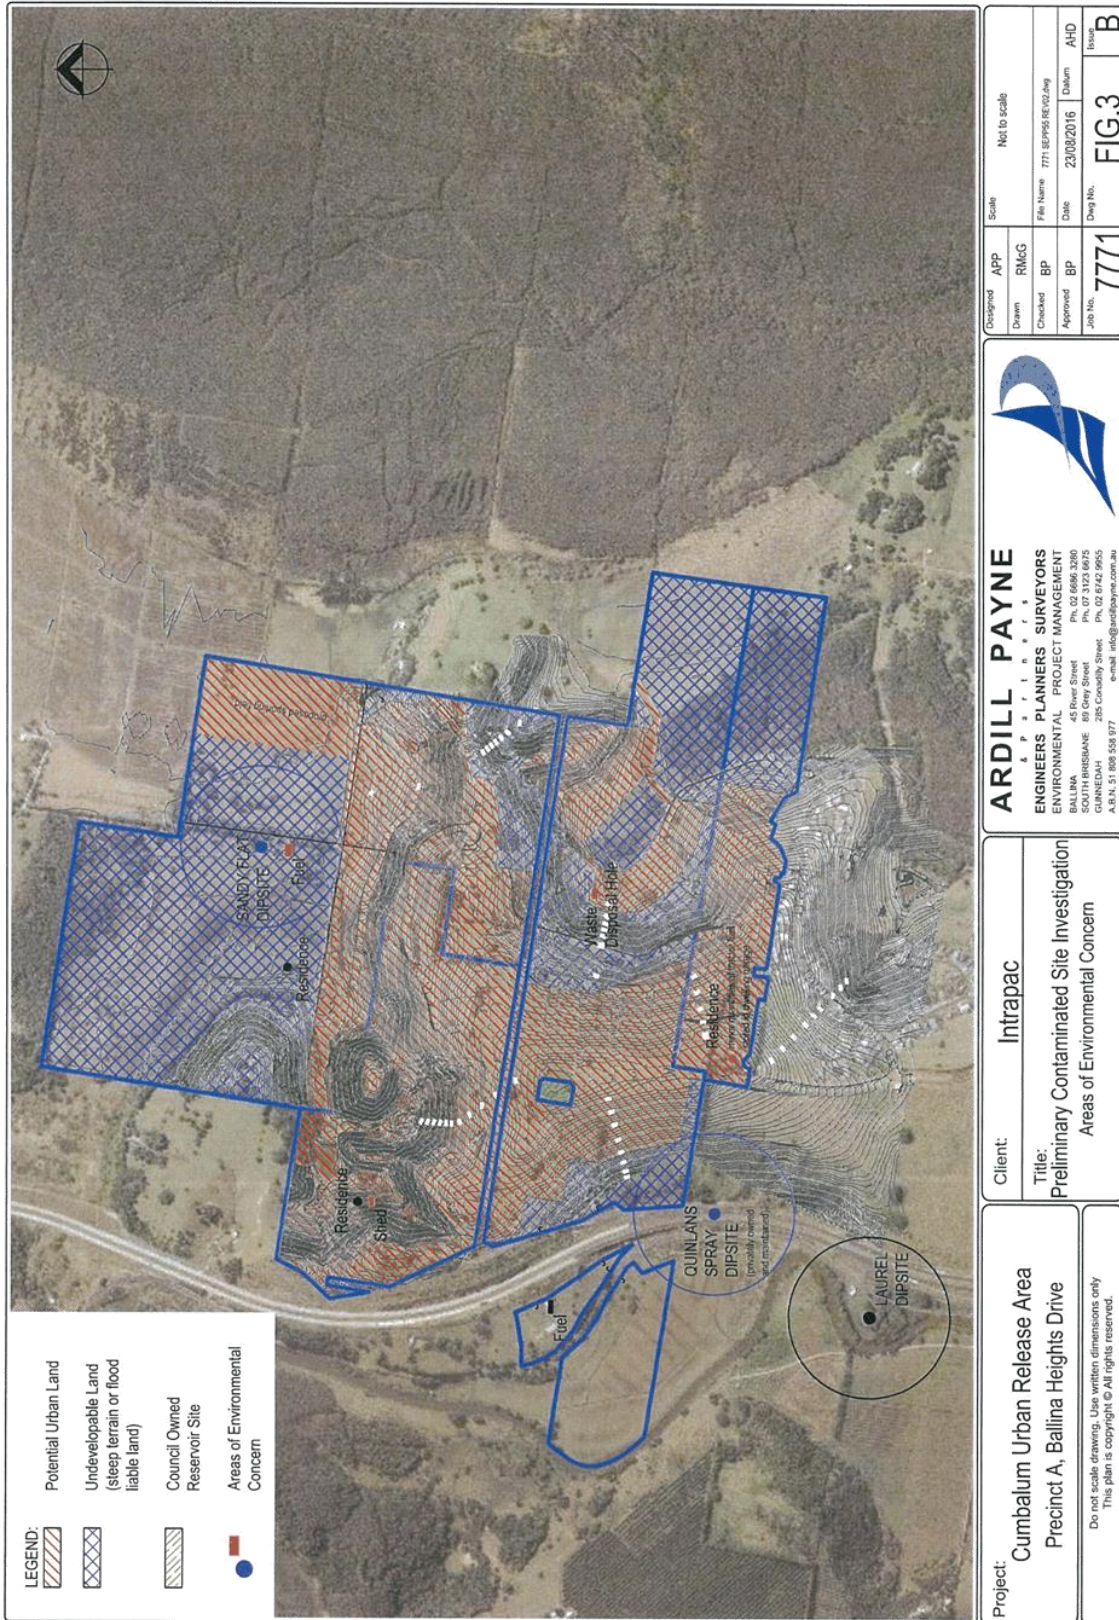 LEGEND:
Potential Urban Land
Undevelopable Land
(steep terrain or flood
liable land)
Council Owned
Reservoir Site
Areas of Environmental
Concern
proposed sporting field
SANDY FLAT
DIPSITE
Fuel
Residence
Residence
Shed
Waste
Disposal Hole
Residence
QUINLANS
SPRAY
DIPSITE
(privately owned
and maintained)
Fuel
LAUREL
DIPSITE
Project:
Cumbalum Urban Release Area
Precinct A, Ballina Heights Drive
Do not scale drawing. Use written dimensions only
This plan is copyright © All rights reserved.
Client:
Intrapac
Title:
Preliminary Contaminated Site Investigation
Areas of Environmental Concern
ARDILL PAYNE
& Partners
ENGINEERS PLANNERS SURVEYORS
ENVIRONMENTAL PROJECT MANAGEMENT
BALLINA 45 River Street Ph. 02 6686 3280
SOUTH BRISBANE 89 Grey Street Ph. 07 3123 6675
GUNNEDAH 285 Conadilly Street Ph. 02 6742 9955
A.B.N. 51 808 558 977 e-mail info@ardillpayne.com.au
Designed APP
Scale Not to scale
Drawn RMcG
Checked BP
File Name 7771 SEPP55 REV02.dwg
Approved BP
Date 23/08/2016
Datum AHD
Job No. 7771
Dwg No. FIG.3
Issue B